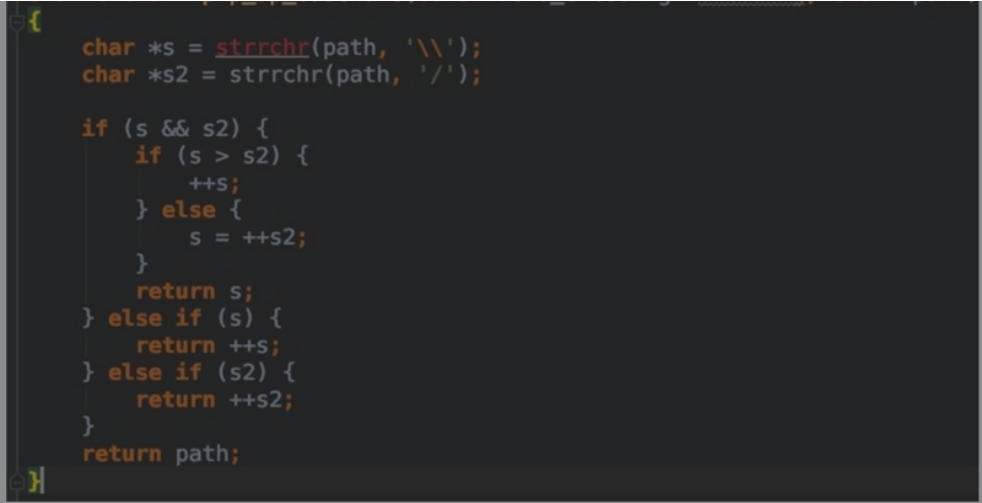 {
char *s = strrchr(path, '\\');
char *s2 = strrchr(path, '/');
if (s && s2) {
if (s > s2) {
++s;
} else {
s = ++s2;
}
return s;
} else if (s) {
return ++s;
} else if (s2) {
return ++s2;
}
return path;
}